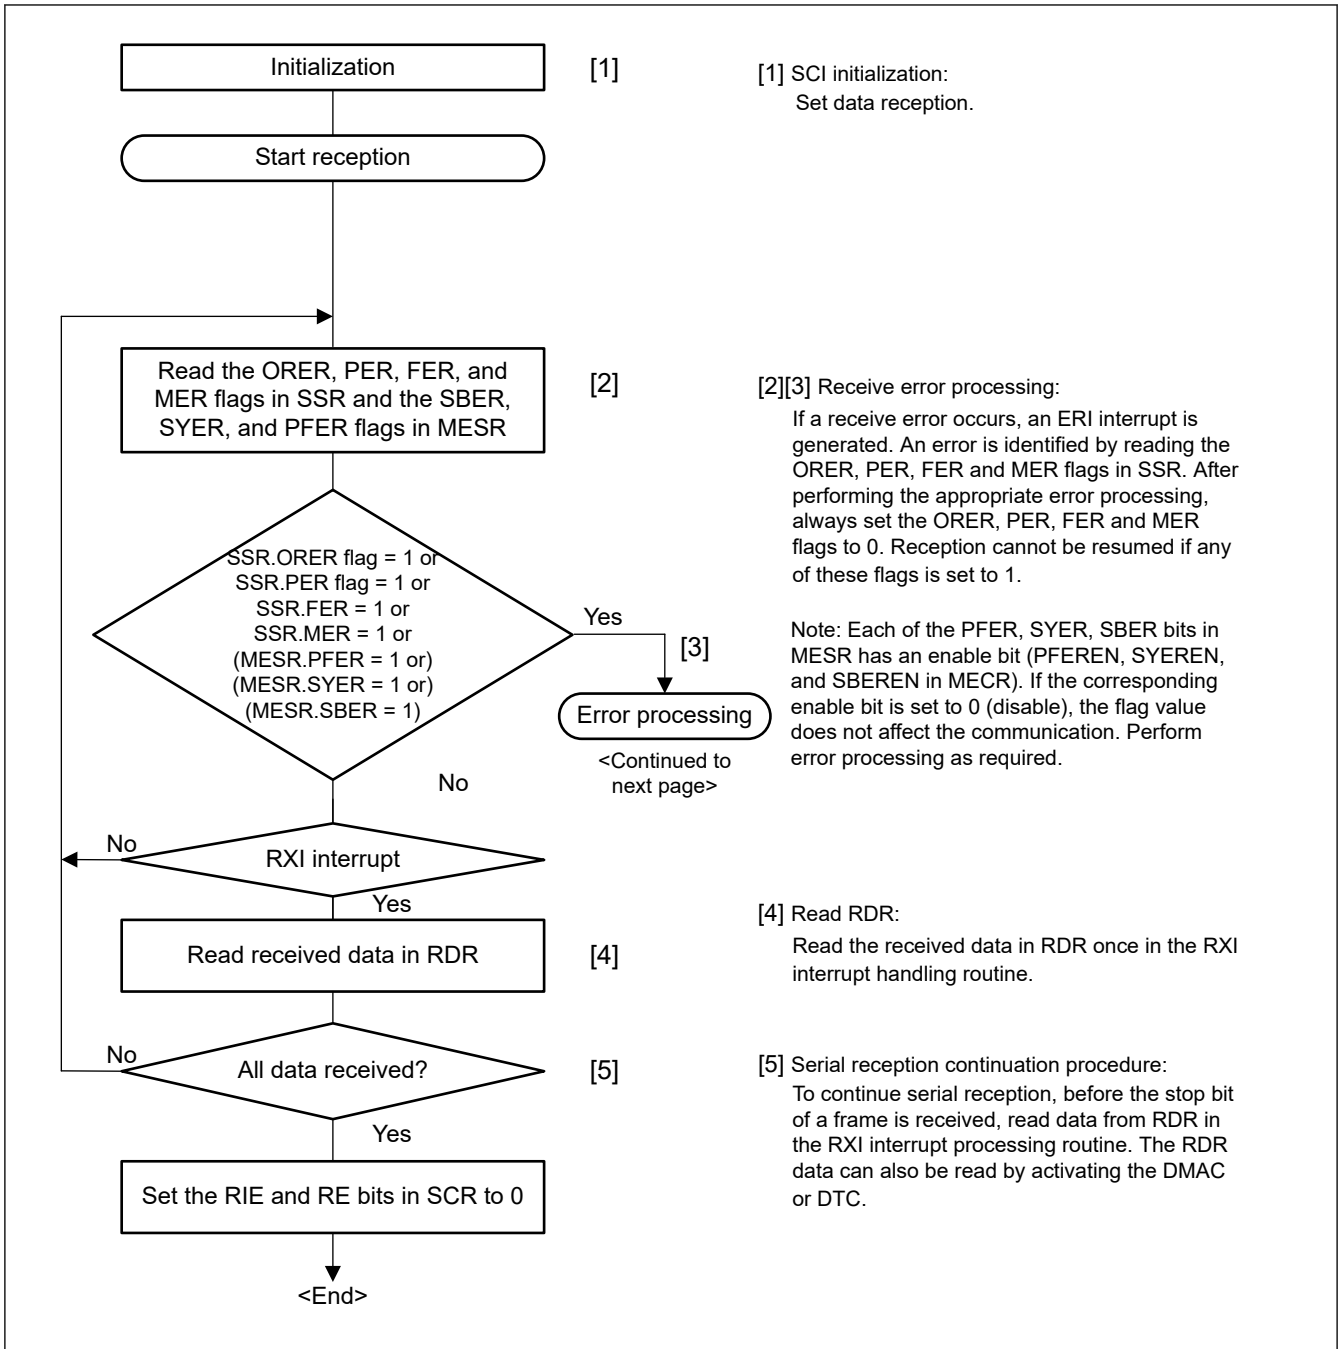 Initialization
[1]
[1] SCI initialization:
Set data reception.
Start reception
Read the ORER, PER, FER, and
MER flags in SSR and the SBER,
SYER, and PFER flags in MESR
[2]
[2][3] Receive error processing:
If a receive error occurs, an ERI interrupt is
generated. An error is identified by reading the
ORER, PER, FER and MER flags in SSR. After
performing the appropriate error processing,
always set the ORER, PER, FER and MER
flags to 0. Reception cannot be resumed if any
of these flags is set to 1.
Note: Each of the PFER, SYER, SBER bits in
MESR has an enable bit (PFEREN, SYEREN,
and SBEREN in MECR). If the corresponding
enable bit is set to 0 (disable), the flag value
does not affect the communication. Perform
error processing as required.
SSR.ORER flag = 1 or
SSR.PER flag = 1 or
SSR.FER = 1 or
SSR.MER = 1 or
(MESR.PFER = 1 or)
(MESR.SYER = 1 or)
(MESR.SBER = 1)
Yes
[3]
Error processing
<Continued to
next page>
No
No
RXI interrupt
Yes
Read received data in RDR
[4]
[4] Read RDR:
Read the received data in RDR once in the RXI
interrupt handling routine.
No
All data received?
[5]
[5] Serial reception continuation procedure:
To continue serial reception, before the stop bit
of a frame is received, read data from RDR in
the RXI interrupt processing routine. The RDR
data can also be read by activating the DMAC
or DTC.
Yes
Set the RIE and RE bits in SCR to 0
<End>